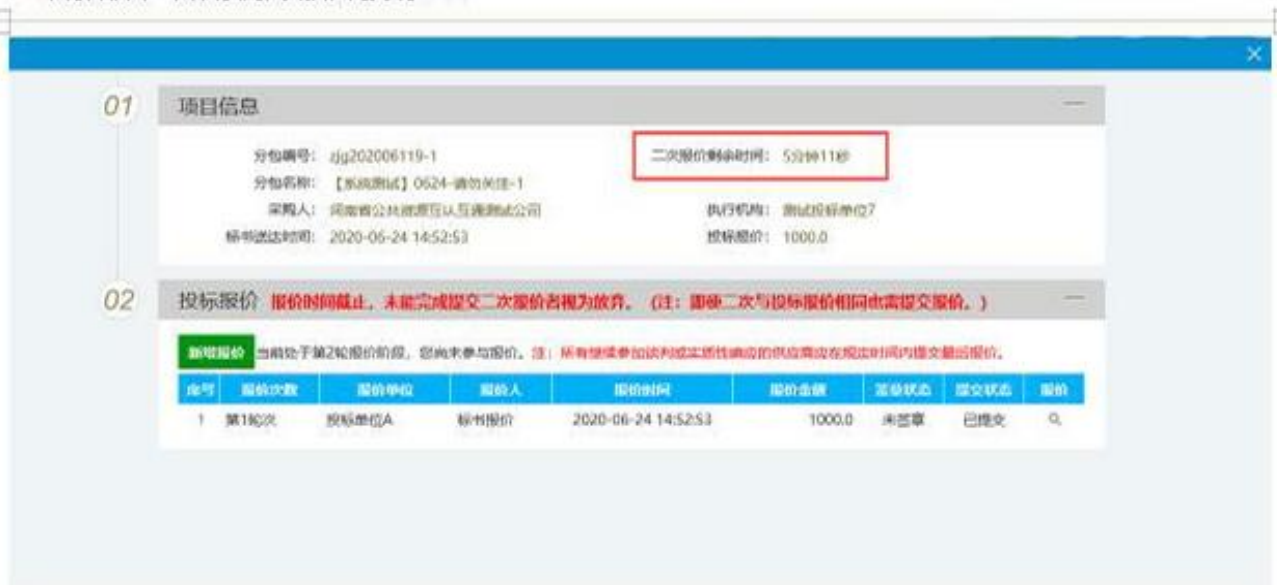 01 项目信息
分包编号： zjg202006119-1 二次报价剩余时间： 5分钟11秒
分包名称： 【系统测试】0624-请勿关注-1
采购人： 河南省公共资源互认互通测试公司 执行机构： 测试投标单位7
标书送达时间： 2020-06-24 14:52:53 投标报价： 1000.0
02 投标报价 报价时间截止，未能完成提交二次报价者视为放弃。（注：即使二次与投标报价相同也需提交报价。）
新增报价 当前处于第2轮报价阶段，您尚未参与报价。注：所有继续参加谈判或实质性响应的供应商应在规定时间内提交最后报价。
序号 报价次数 报价单位 报价人 报价时间 报价金额 签章状态 提交状态 报价
1 第1轮次 投标单位A 标书报价 2020-06-24 14:52:53 1000.0 未签章 已提交